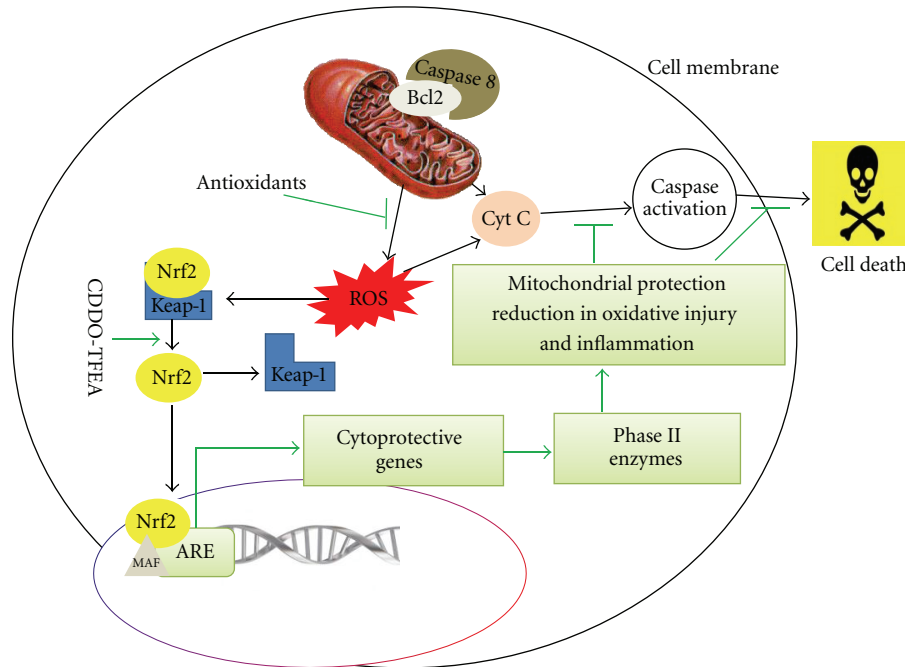 Caspase 8
Bcl2
Cell membrane
Antioxidants
Cyt C
Caspase
activation
Cell death
Nrf2
Keap-1
ROS
Mitochondrial protection
reduction in oxidative injury
and inflammation
CDDO-TFEA
Nrf2
Keap-1
Cytoprotective
genes
Phase II
enzymes
Nrf2
MAF
ARE